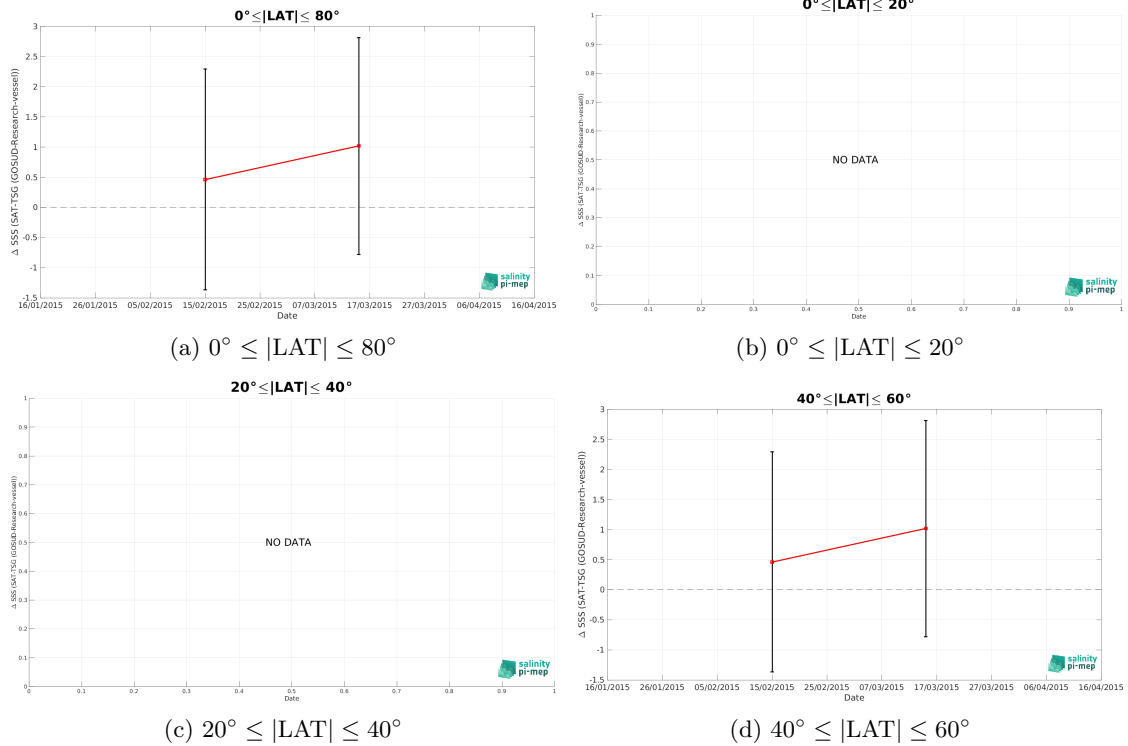 0°≤|LAT|≤ 80°
3
2.5
2
1.5
1
0.5
0
-0.5
-1
-1.5
Δ SSS (SAT-TSG (GOSUD-Research-vessel))
16/01/2015 26/01/2015 05/02/2015 15/02/2015 25/02/2015 07/03/2015 17/03/2015 27/03/2015 06/04/2015 16/04/2015
Date
salinity
pi-mep
(a) 0° ≤ |LAT| ≤ 80°
0°≤|LAT|≤ 20°
1
0.9
0.8
0.7
0.6
0.5
0.4
0.3
0.2
0.1
0
Δ SSS (SAT-TSG (GOSUD-Research-vessel))
NO DATA
0 0.1 0.2 0.3 0.4 0.5 0.6 0.7 0.8 0.9 1
Date
salinity
pi-mep
(b) 0° ≤ |LAT| ≤ 20°
20°≤|LAT|≤ 40°
1
0.9
0.8
0.7
0.6
0.5
0.4
0.3
0.2
0.1
0
Δ SSS (SAT-TSG (GOSUD-Research-vessel))
NO DATA
0 0.1 0.2 0.3 0.4 0.5 0.6 0.7 0.8 0.9 1
Date
salinity
pi-mep
(c) 20° ≤ |LAT| ≤ 40°
40°≤|LAT|≤ 60°
3
2.5
2
1.5
1
0.5
0
-0.5
-1
-1.5
Δ SSS (SAT-TSG (GOSUD-Research-vessel))
16/01/2015 26/01/2015 05/02/2015 15/02/2015 25/02/2015 07/03/2015 17/03/2015 27/03/2015 06/04/2015 16/04/2015
Date
salinity
pi-mep
(d) 40° ≤ |LAT| ≤ 60°